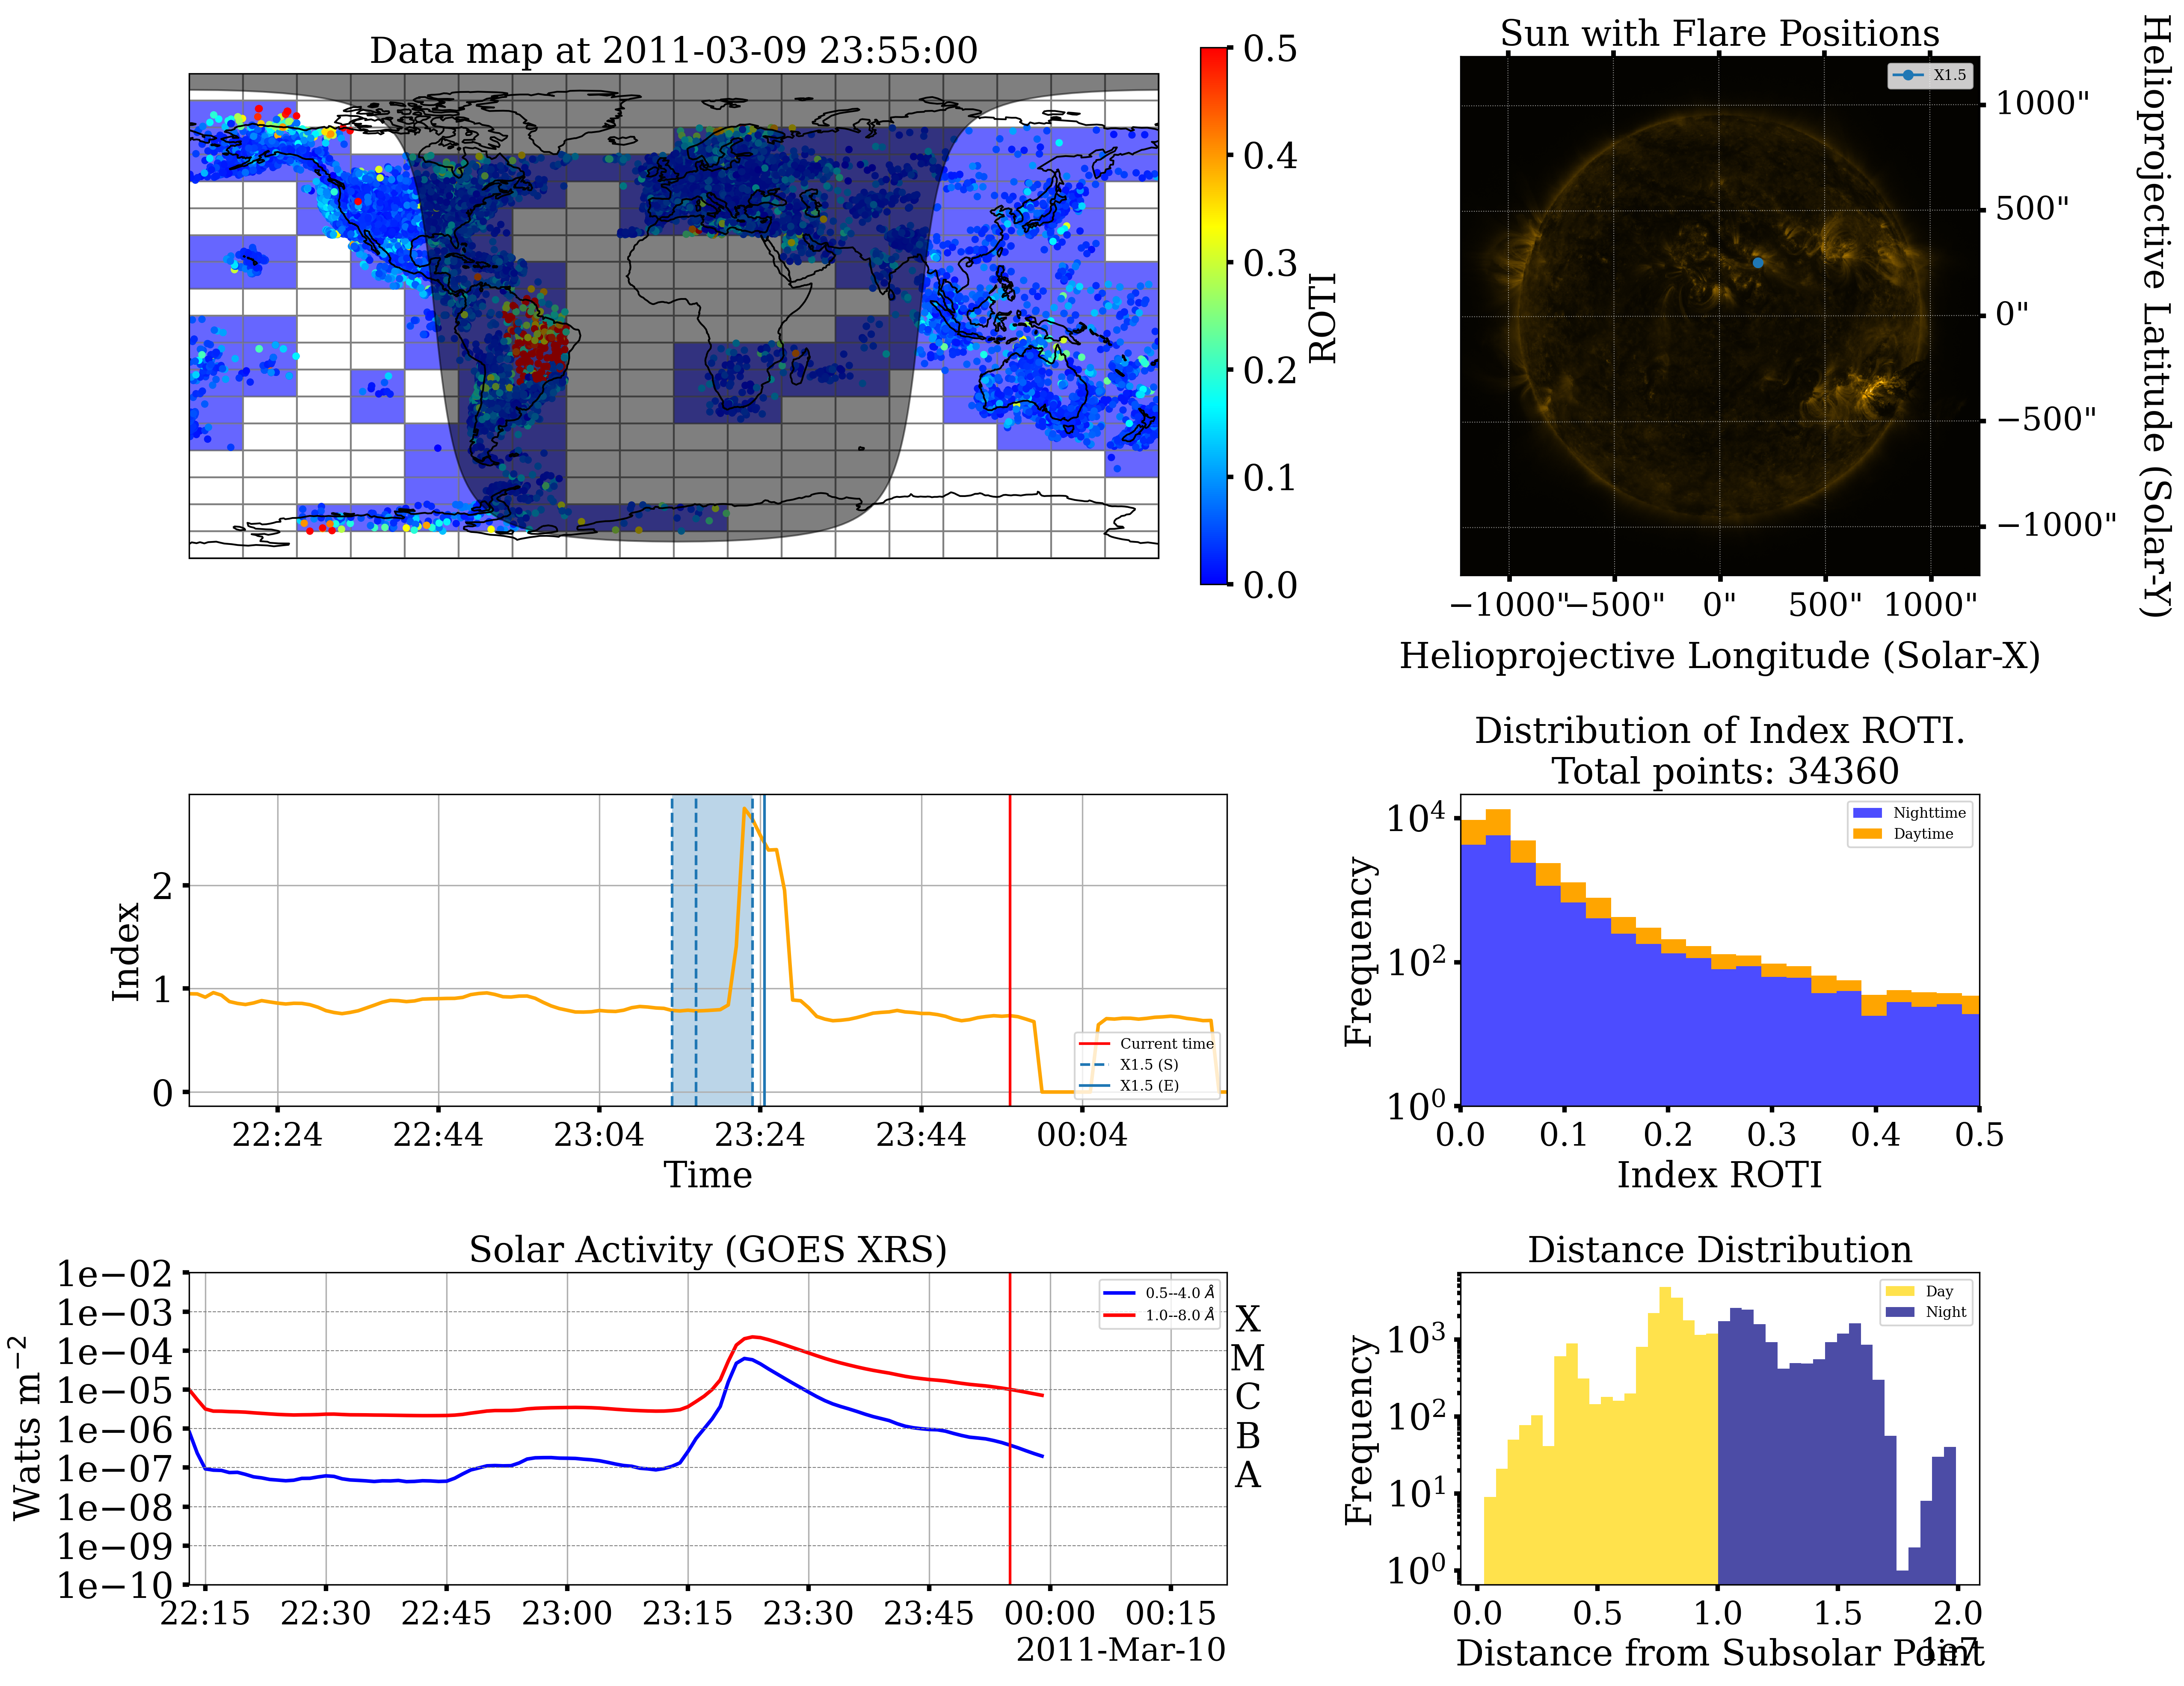 Data map at 2011-03-09 23:55:00
0.5
0.4
0.3
0.2
0.1
0.0
ROTI
Sun with Flare Positions
X1.5
1000"
500"
0"
−500"
−1000"
Helioprojective Latitude (Solar-Y)
−1000"
−500"
0"
500"
1000"
Helioprojective Longitude (Solar-X)
Index
2
1
0
Current time
X1.5 (S)
X1.5 (E)
22:24
22:44
23:04
23:24
23:44
00:04
Time
Distribution of Index ROTI.
Total points: 34360
Frequency
10^4
10^2
10^0
Nighttime
Daytime
0.0
0.1
0.2
0.3
0.4
0.5
Index ROTI
Solar Activity (GOES XRS)
Watts m^−2
1e−02
1e−03
1e−04
1e−05
1e−06
1e−07
1e−08
1e−09
1e−10
0.5--4.0 Å
1.0--8.0 Å
X
M
C
B
A
22:15
22:30
22:45
23:00
23:15
23:30
23:45
00:00
00:15
2011-Mar-10
Distance Distribution
Frequency
10^3
10^2
10^1
10^0
Day
Night
0.0
0.5
1.0
1.5
2.0
1e7
Distance from Subsolar Point